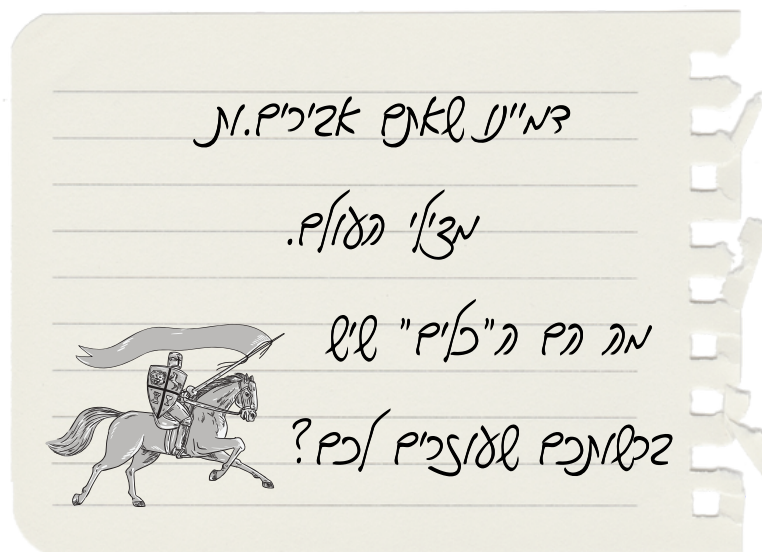 דמיינו שאתם אבירים.ות
מצילי העולם.
מה הם ה"כלים" שיש
ברשותכם שעוזרים לכם?